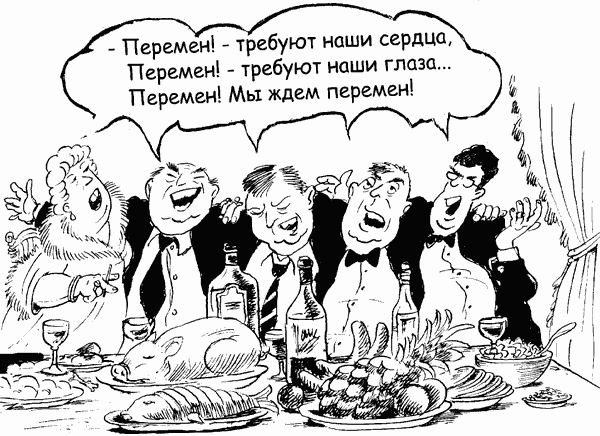 - Перемен! - требуют наши сердца,
Перемен! - требуют наши глаза...
Перемен! Мы ждем перемен!